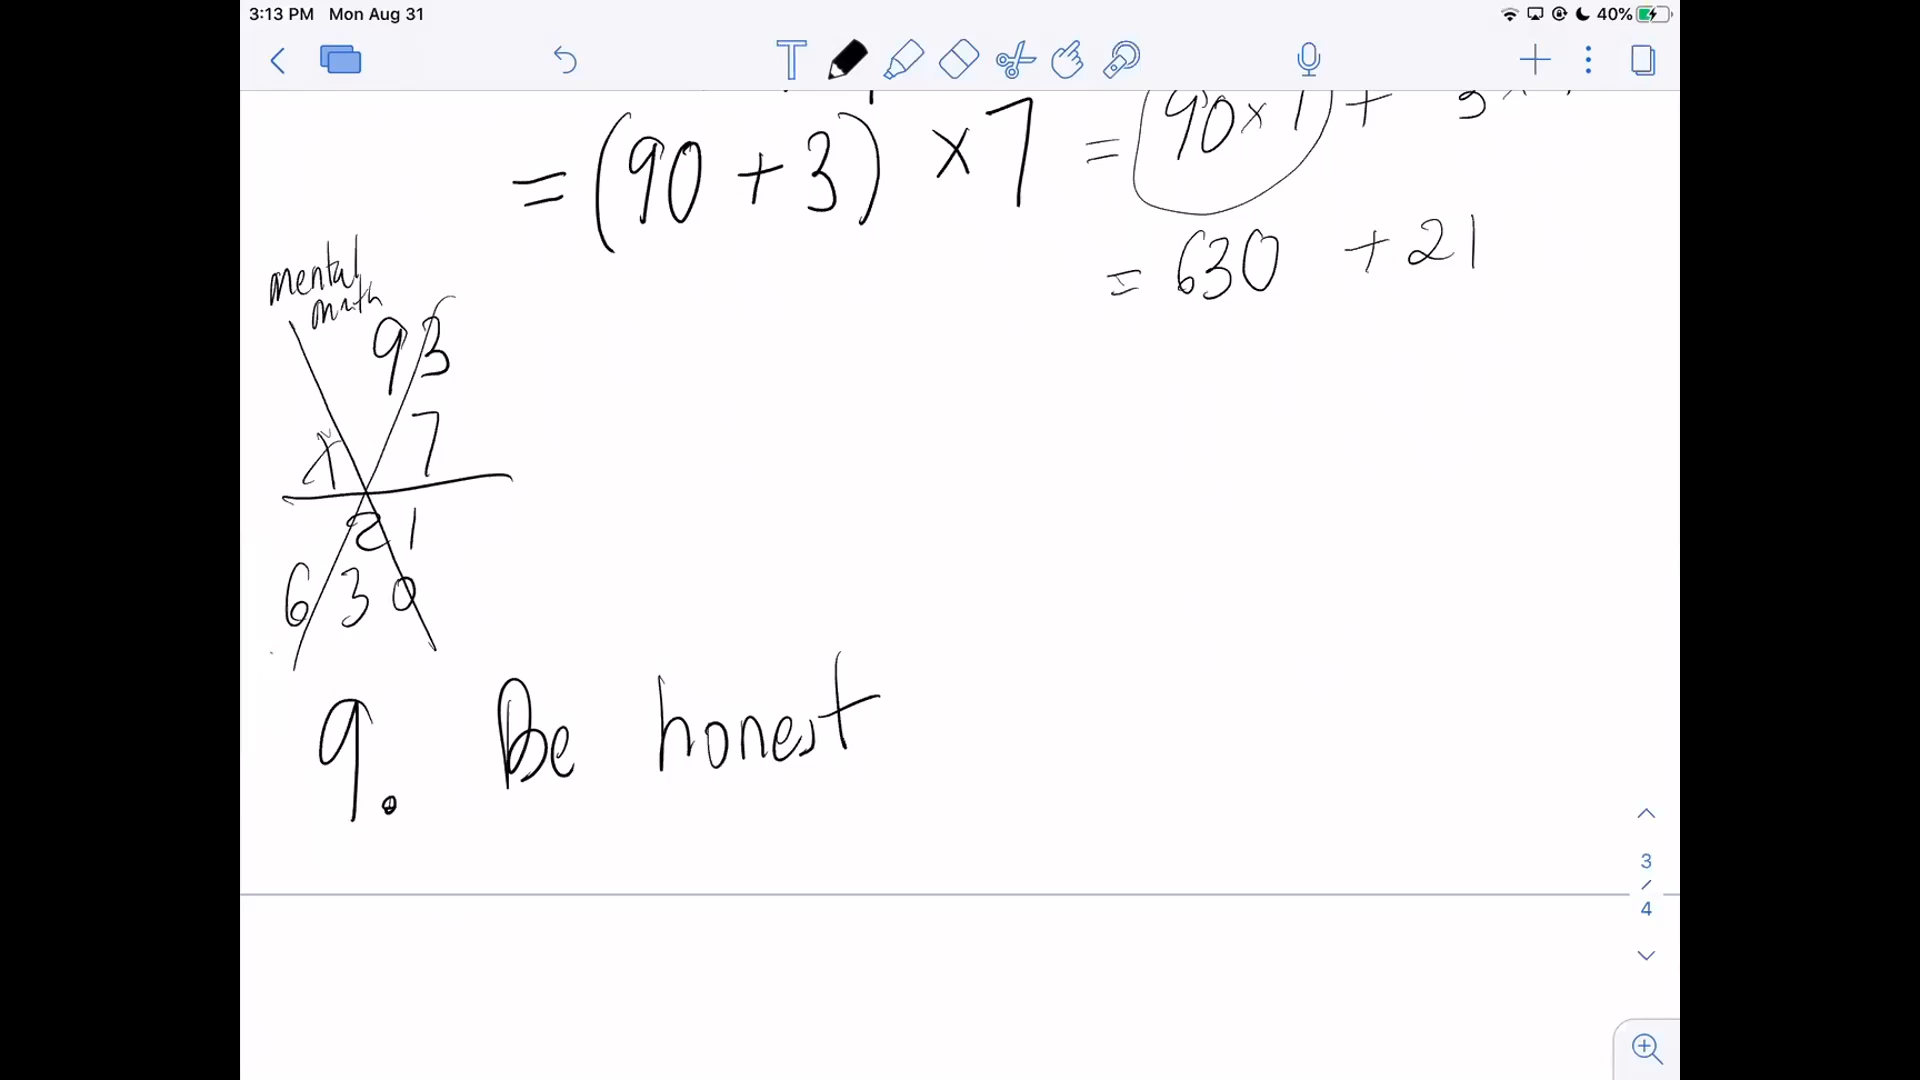 3:13 PM Mon Aug 31
40%
T
= (90 + 3) × 7 = (90 ×
= 630 + 21
mental
math
93
× 7
21
630
9. Be honest
3
/
4